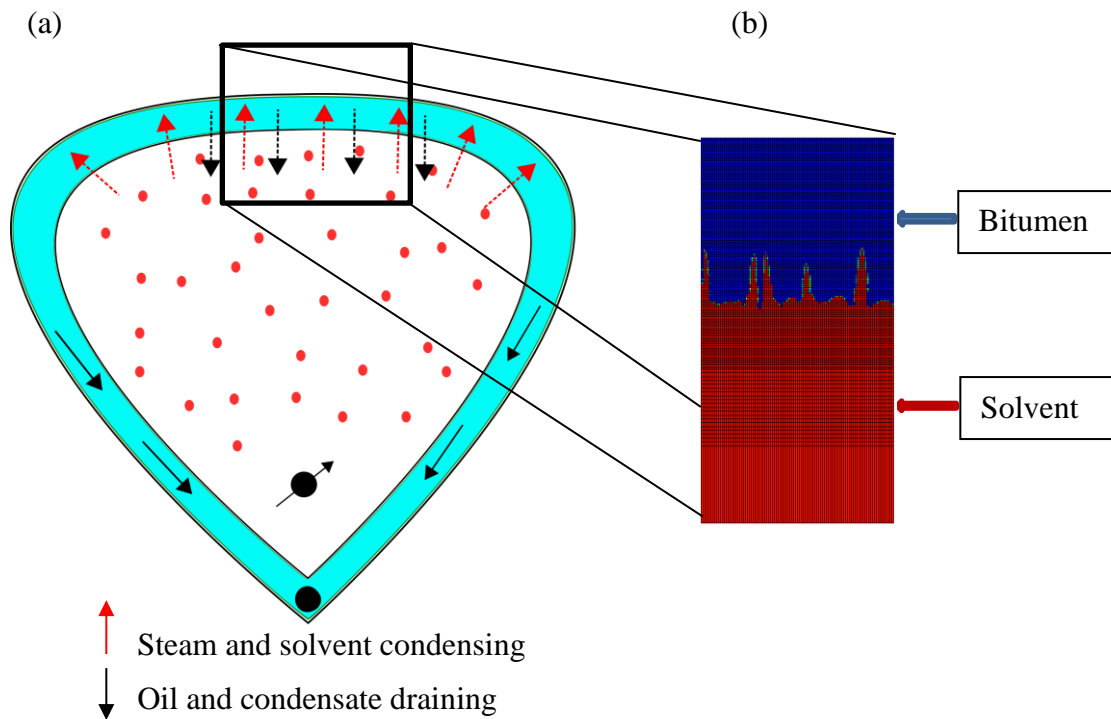 (a)
(b)
Bitumen
Solvent
Steam and solvent condensing
Oil and condensate draining